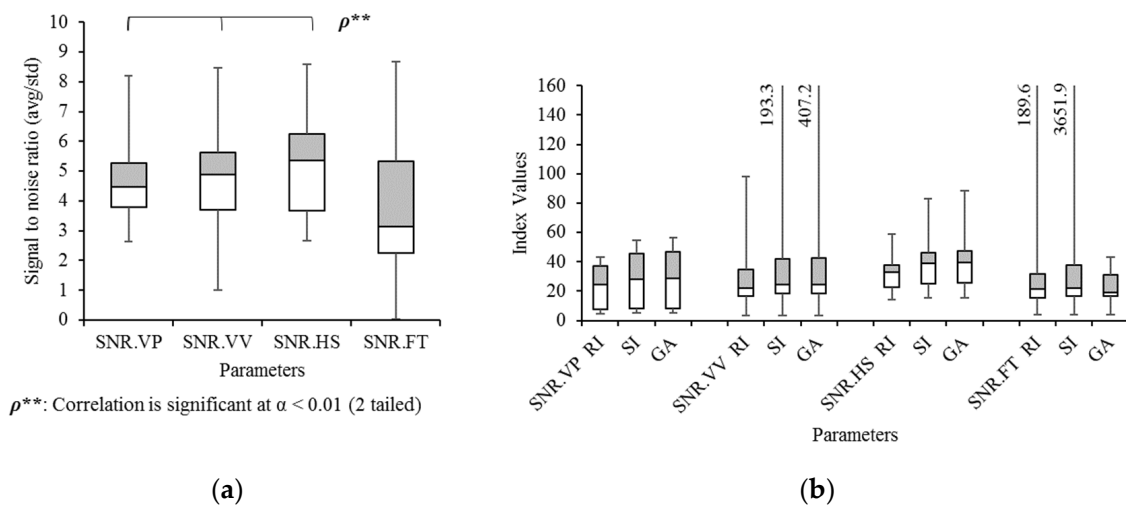 10
9
8
7
6
5
4
3
2
1
0
Signal to noise ratio (avg/std)
ρ**
SNR.VP SNR.VV SNR.HS SNR.FT
Parameters
ρ**: Correlation is significant at α < 0.01 (2 tailed)
(a)
160
140
120
100
80
60
40
20
0
Index Values
193.3
407.2
189.6
3651.9
SNR.VP RI
SI
GA
SNR.VV RI
SI
GA
SNR.HS RI
SI
GA
SNR.FT RI
SI
GA
Parameters
(b)